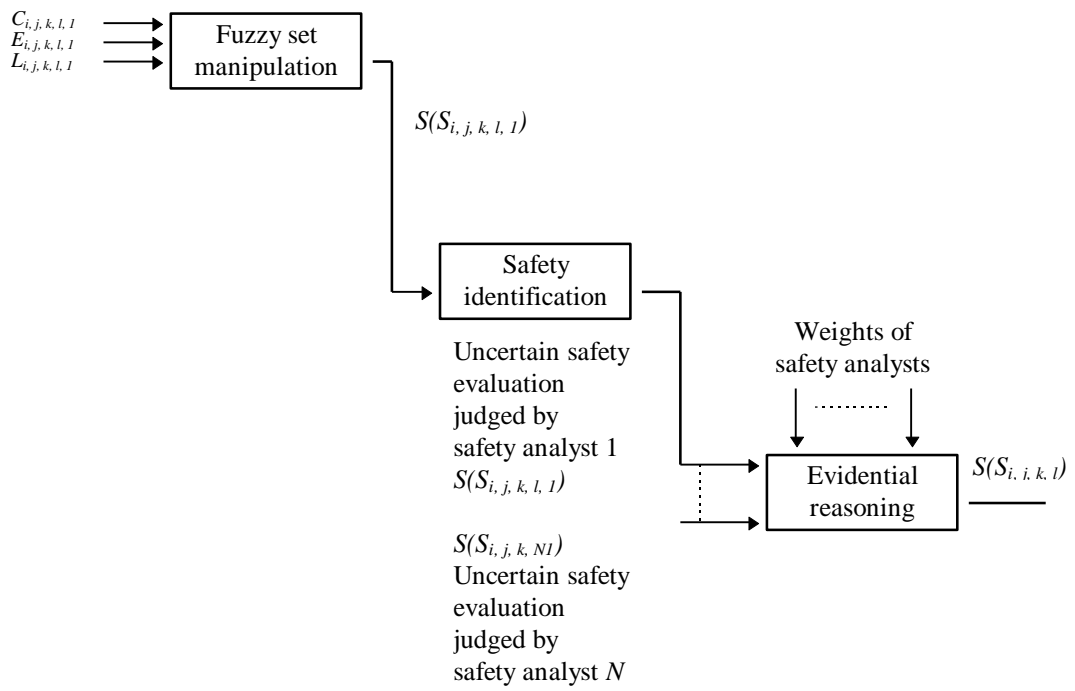 C i, j, k, l, 1
E i, j, k, l, 1
L i, j, k, l, 1
Fuzzy set
manipulation
S(S i, j, k, l, 1)
Safety
identification
Uncertain safety
evaluation
judged by
safety analyst 1
S(S i, j, k, l, 1)
Weights of
safety analysts
Evidential
reasoning
S(S i, j, k, l)
S(S i, j, k, N1)
Uncertain safety
evaluation
judged by
safety analyst N